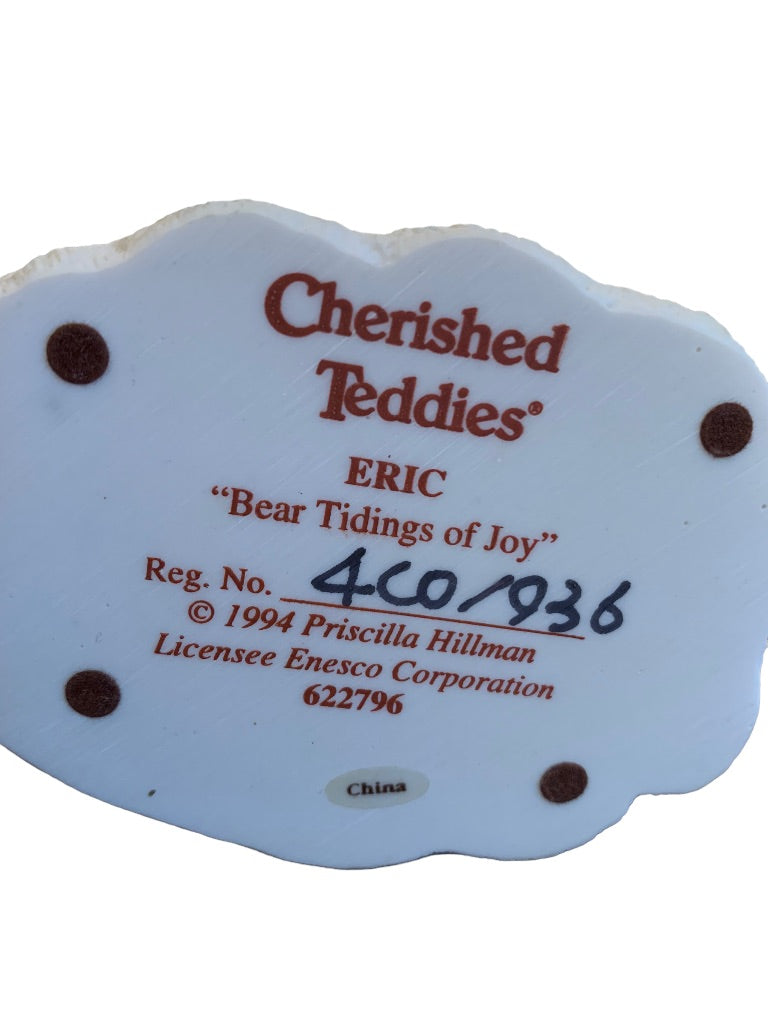 Cherished
Teddies®
ERIC
“Bear Tidings of Joy”
Reg. No. 4C0/936
© 1994 Priscilla Hillman
Licensee Enesco Corporation
622796
China